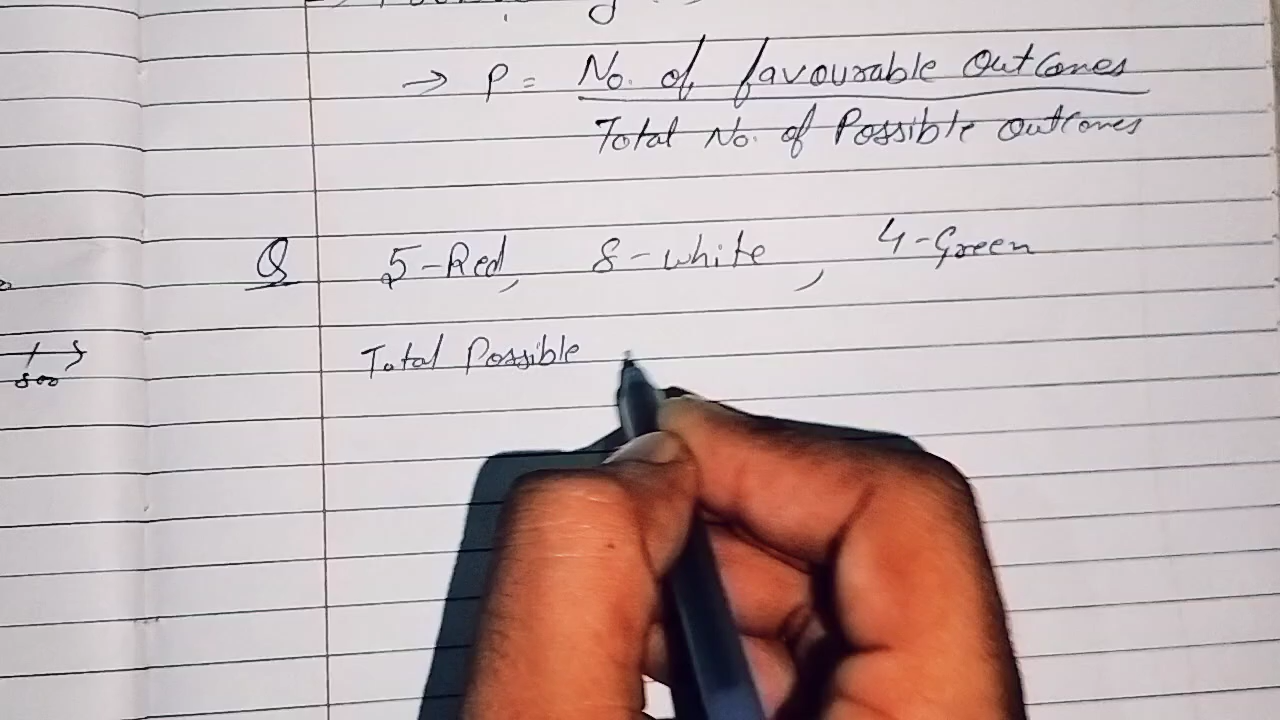 → P = No. of favourable Outcomes
Total No. of Possible outcomes
Q 5-Red, 8-white, 4-Green
Total Possible